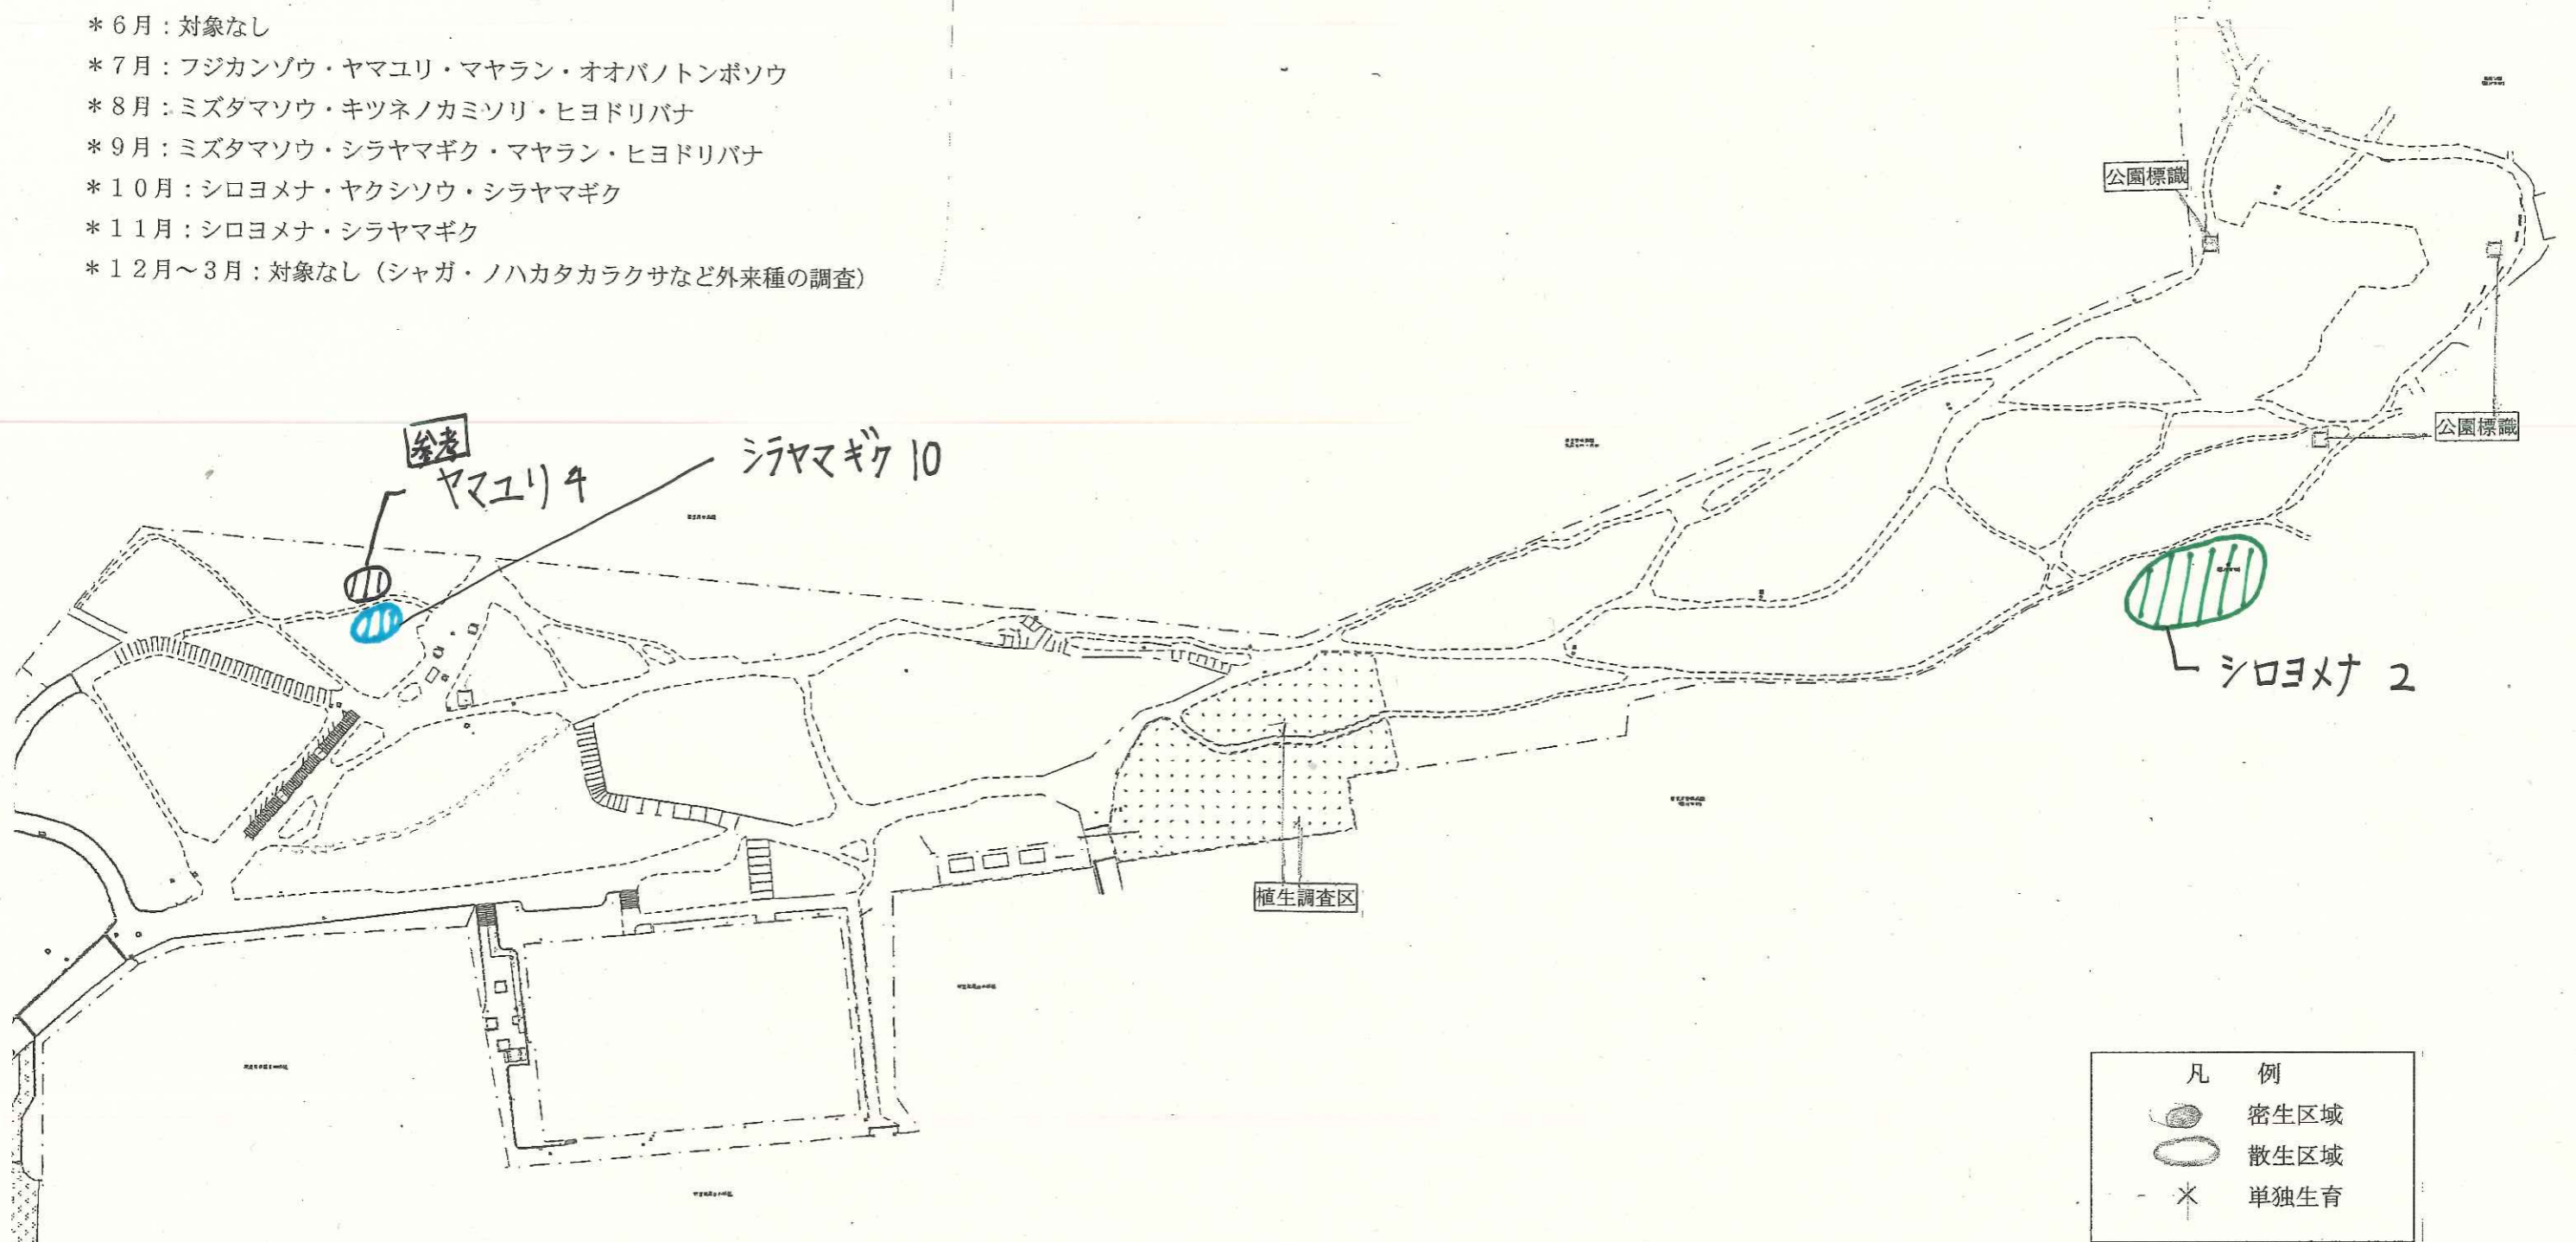 ＊６月：対象なし
＊７月：フジカンゾウ・ヤマユリ・マヤラン・オオバノトンボソウ
＊８月：ミズタマソウ・キツネノカミソリ・ヒヨドリバナ
＊９月：ミズタマソウ・シラヤマギク・マヤラン・ヒヨドリバナ
＊１０月：シロヨメナ・ヤクシソウ・シラヤマギク
＊１１月：シロヨメナ・シラヤマギク
＊１２月～３月：対象なし（シャガ・ノハカタカラクサなど外来種の調査）
公園標識
公園標識
参考
ヤマユリ 4
シラヤマギク 10
シロヨメナ 2
植生調査区
凡　例
密生区域
散生区域
単独生育